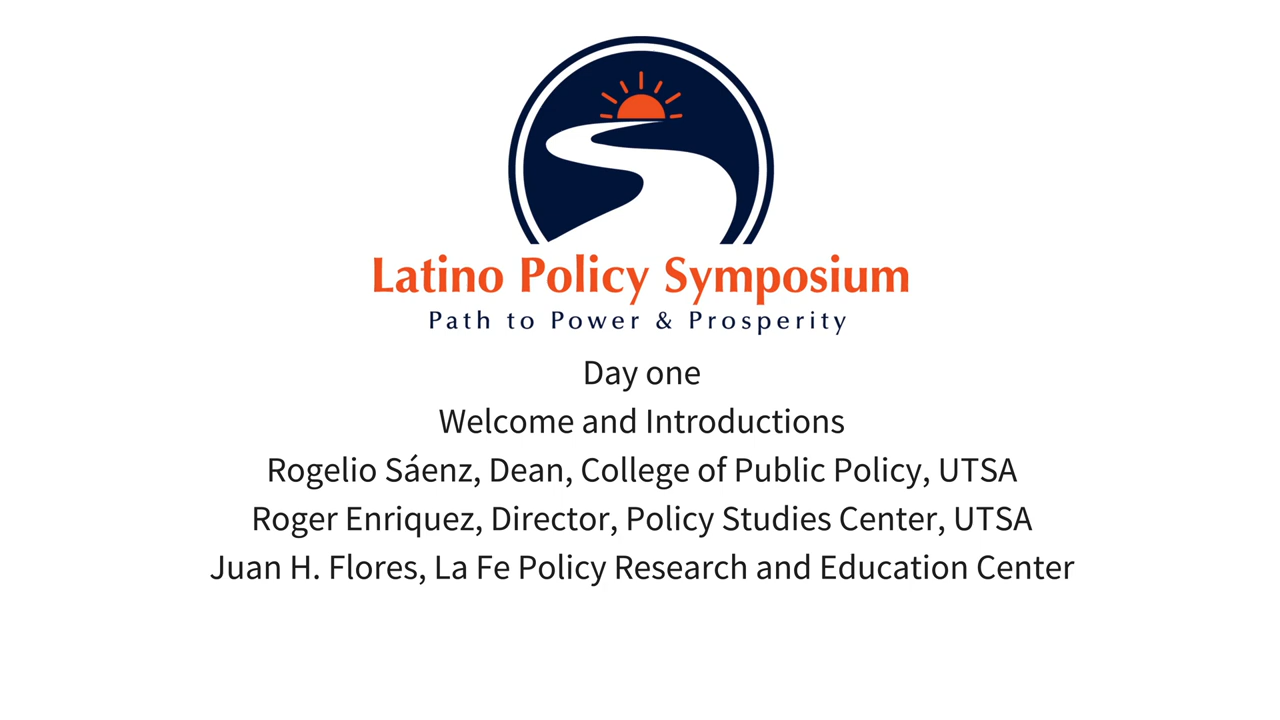 Latino Policy Symposium
Path to Power & Prosperity
Day one
Welcome and Introductions
Rogelio Sáenz, Dean, College of Public Policy, UTSA
Roger Enriquez, Director, Policy Studies Center, UTSA
Juan H. Flores, La Fe Policy Research and Education Center